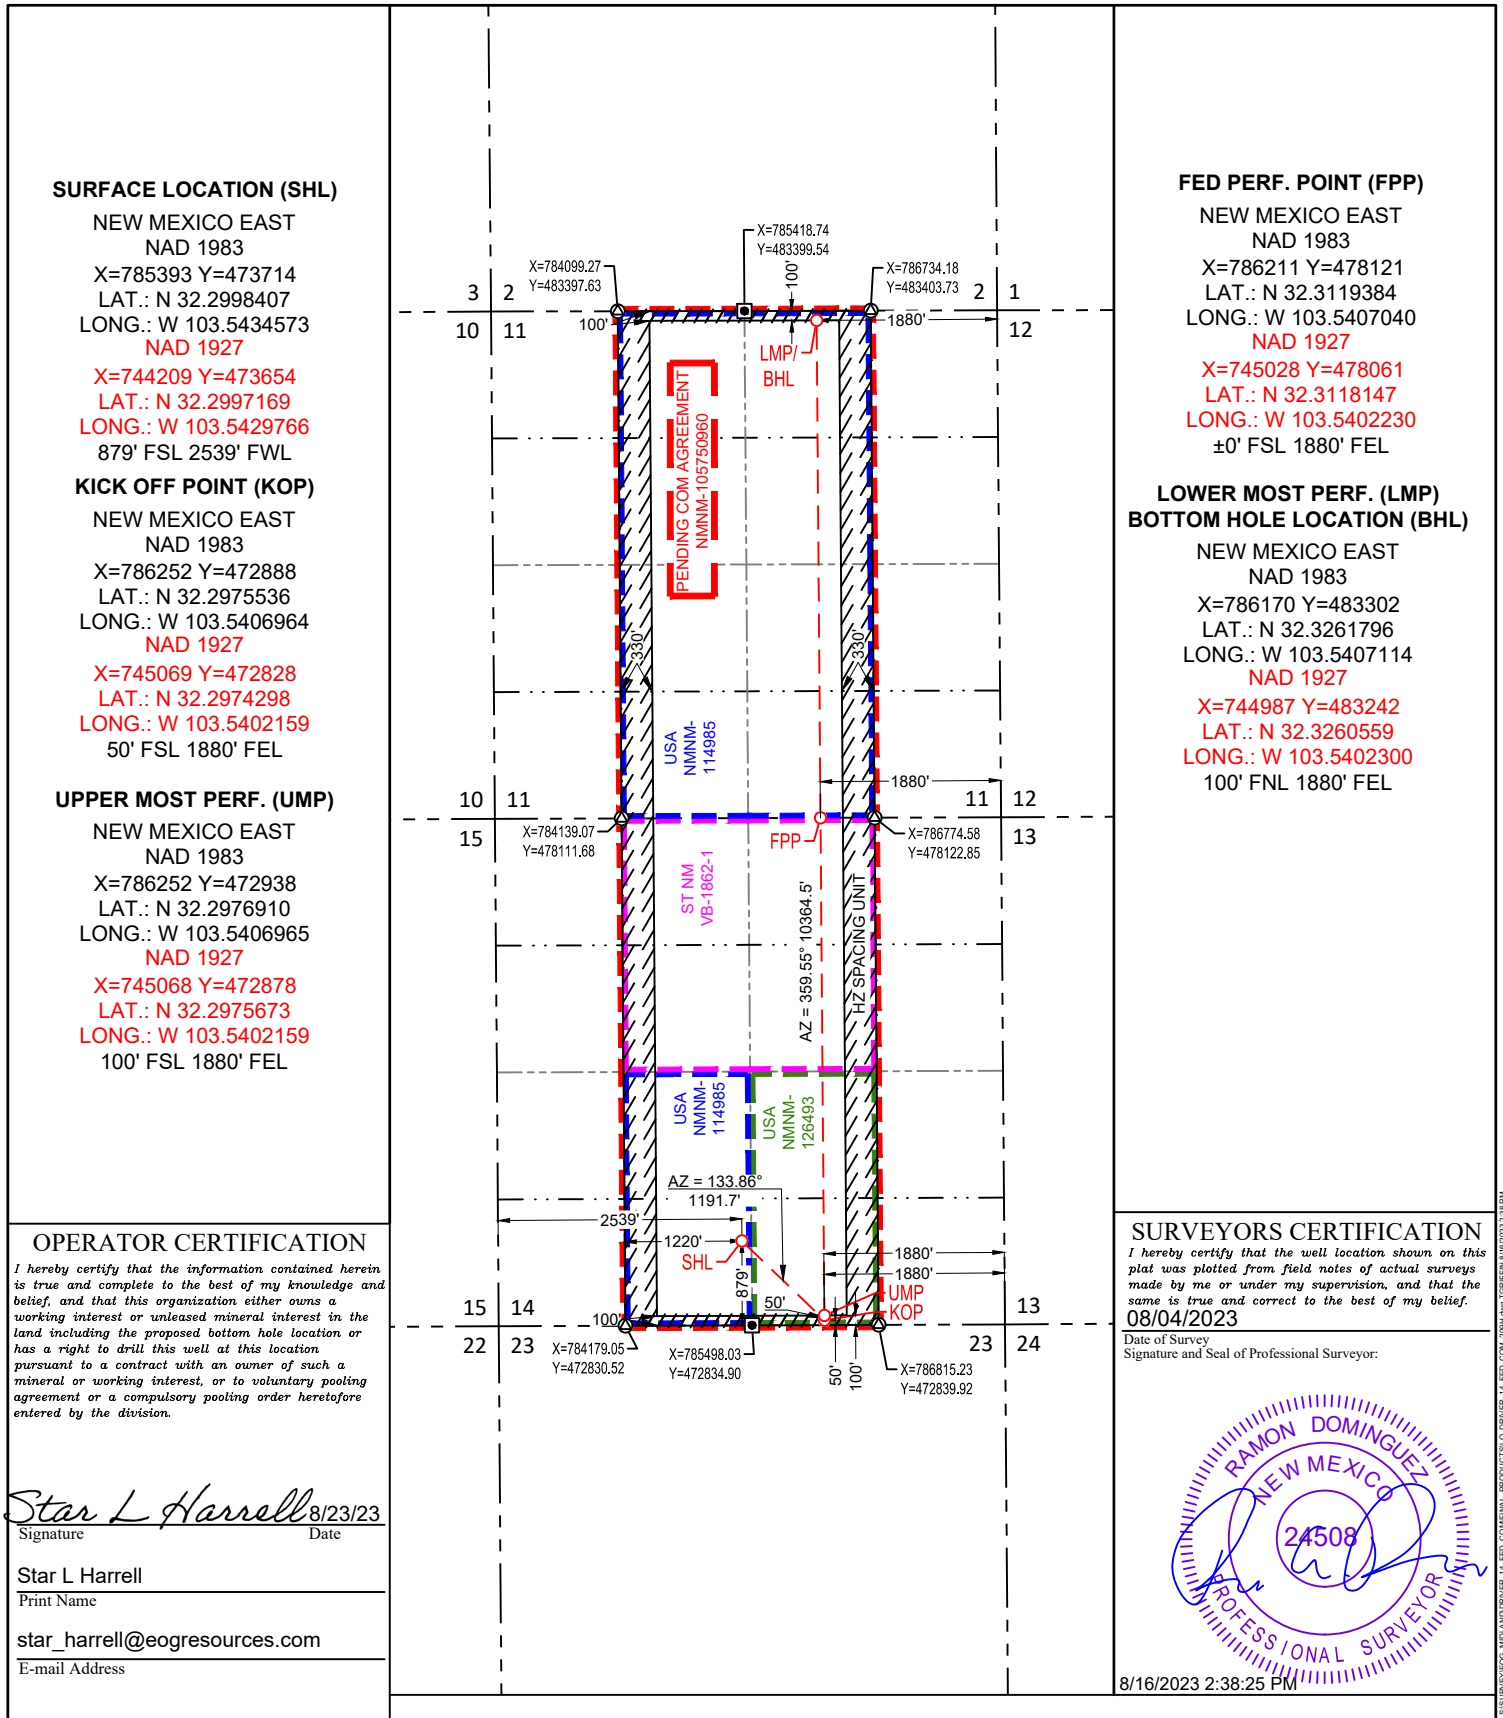 SURFACE LOCATION (SHL)
NEW MEXICO EAST
NAD 1983
X=785393 Y=473714
LAT.: N 32.2998407
LONG.: W 103.5434573
NAD 1927
X=744209 Y=473654
LAT.: N 32.2997169
LONG.: W 103.5429766
879' FSL 2539' FWL
KICK OFF POINT (KOP)
NEW MEXICO EAST
NAD 1983
X=786252 Y=472888
LAT.: N 32.2975536
LONG.: W 103.5406964
NAD 1927
X=745069 Y=472828
LAT.: N 32.2974298
LONG.: W 103.5402159
50' FSL 1880' FEL
UPPER MOST PERF. (UMP)
NEW MEXICO EAST
NAD 1983
X=786252 Y=472938
LAT.: N 32.2976910
LONG.: W 103.5406965
NAD 1927
X=745068 Y=472878
LAT.: N 32.2975673
LONG.: W 103.5402159
100' FSL 1880' FEL
OPERATOR CERTIFICATION
I hereby certify that the information contained herein
is true and complete to the best of my knowledge and
belief, and that this organization either owns a
working interest or unleased mineral interest in the
land including the proposed bottom hole location or
has a right to drill this well at this location
pursuant to a contract with an owner of such a
mineral or working interest, or to voluntary pooling
agreement or a compulsory pooling order heretofore
entered by the division.
Star L Harrell 8/23/23
Signature Date
Star L Harrell
Print Name
star_harrell@eogresources.com
E-mail Address
X=785418.74
Y=483399.54
X=784099.27
Y=483397.63
X=786734.18
Y=483403.73
3 2
10 11
2 1
12
100'
100'
1880'
LMP/
BHL
PENDING COM AGREEMENT
NMNM-105750960
330'
330'
USA
NMNM-
114985
1880'
10 11
15
11 12
13
X=784139.07
Y=478111.68
FPP
X=786774.58
Y=478122.85
ST NM
VB-1862-1
AZ = 359.55° 10364.5'
HZ SPACING UNIT
USA
NMNM-
114985
USA
NMNM-
126493
AZ = 133.86°
1191.7'
2539'
1220'
SHL
879'
1880'
1880'
UMP
KOP
50'
100'
15 14
22 23
13
23 24
X=784179.05
Y=472830.52
X=785498.03
Y=472834.90
50'
100'
X=786815.23
Y=472839.92
FED PERF. POINT (FPP)
NEW MEXICO EAST
NAD 1983
X=786211 Y=478121
LAT.: N 32.3119384
LONG.: W 103.5407040
NAD 1927
X=745028 Y=478061
LAT.: N 32.3118147
LONG.: W 103.5402230
±0' FSL 1880' FEL
LOWER MOST PERF. (LMP)
BOTTOM HOLE LOCATION (BHL)
NEW MEXICO EAST
NAD 1983
X=786170 Y=483302
LAT.: N 32.3261796
LONG.: W 103.5407114
NAD 1927
X=744987 Y=483242
LAT.: N 32.3260559
LONG.: W 103.5402300
100' FNL 1880' FEL
SURVEYORS CERTIFICATION
I hereby certify that the well location shown on this
plat was plotted from field notes of actual surveys
made by me or under my supervision, and that the
same is true and correct to the best of my belief.
08/04/2023
Date of Survey
Signature and Seal of Professional Surveyor:
RAMON DOMINGUEZ
NEW MEXICO
24508
PROFESSIONAL SURVEYOR
8/16/2023 2:38:25 PM